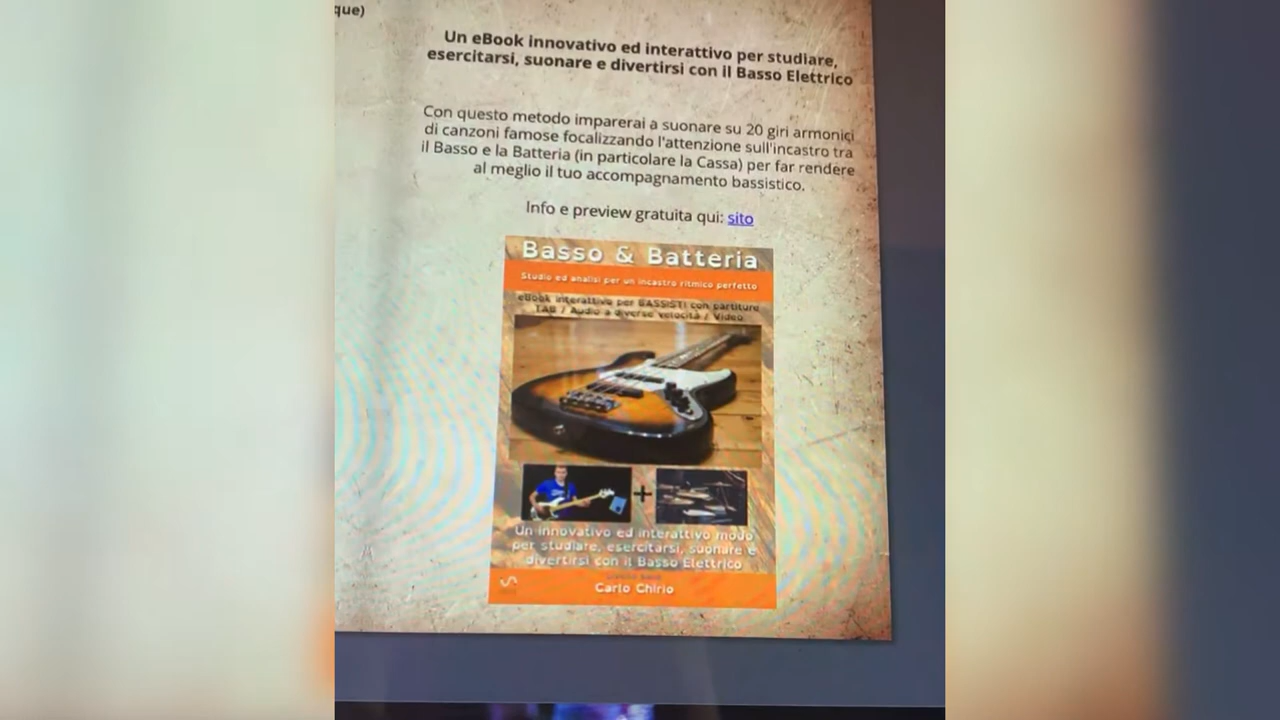 que)
Un eBook innovativo ed interattivo per studiare,
esercitarsi, suonare e divertirsi con il Basso Elettrico
Con questo metodo imparerai a suonare su 20 giri armonici
di canzoni famose focalizzando l'attenzione sull'incastro tra
il Basso e la Batteria (in particolare la Cassa) per far rendere
al meglio il tuo accompagnamento bassistico.
Info e preview gratuita qui: sito
Basso & Batteria
Studio ed analisi per un incastro ritmico perfetto
eBook interattivo per BASSISTI con partiture
TAB / Audio a diverse velocità / Video
+
Un innovativo ed interattivo modo
per studiare, esercitarsi, suonare e
divertirsi con il Basso Elettrico
Carlo Chirio